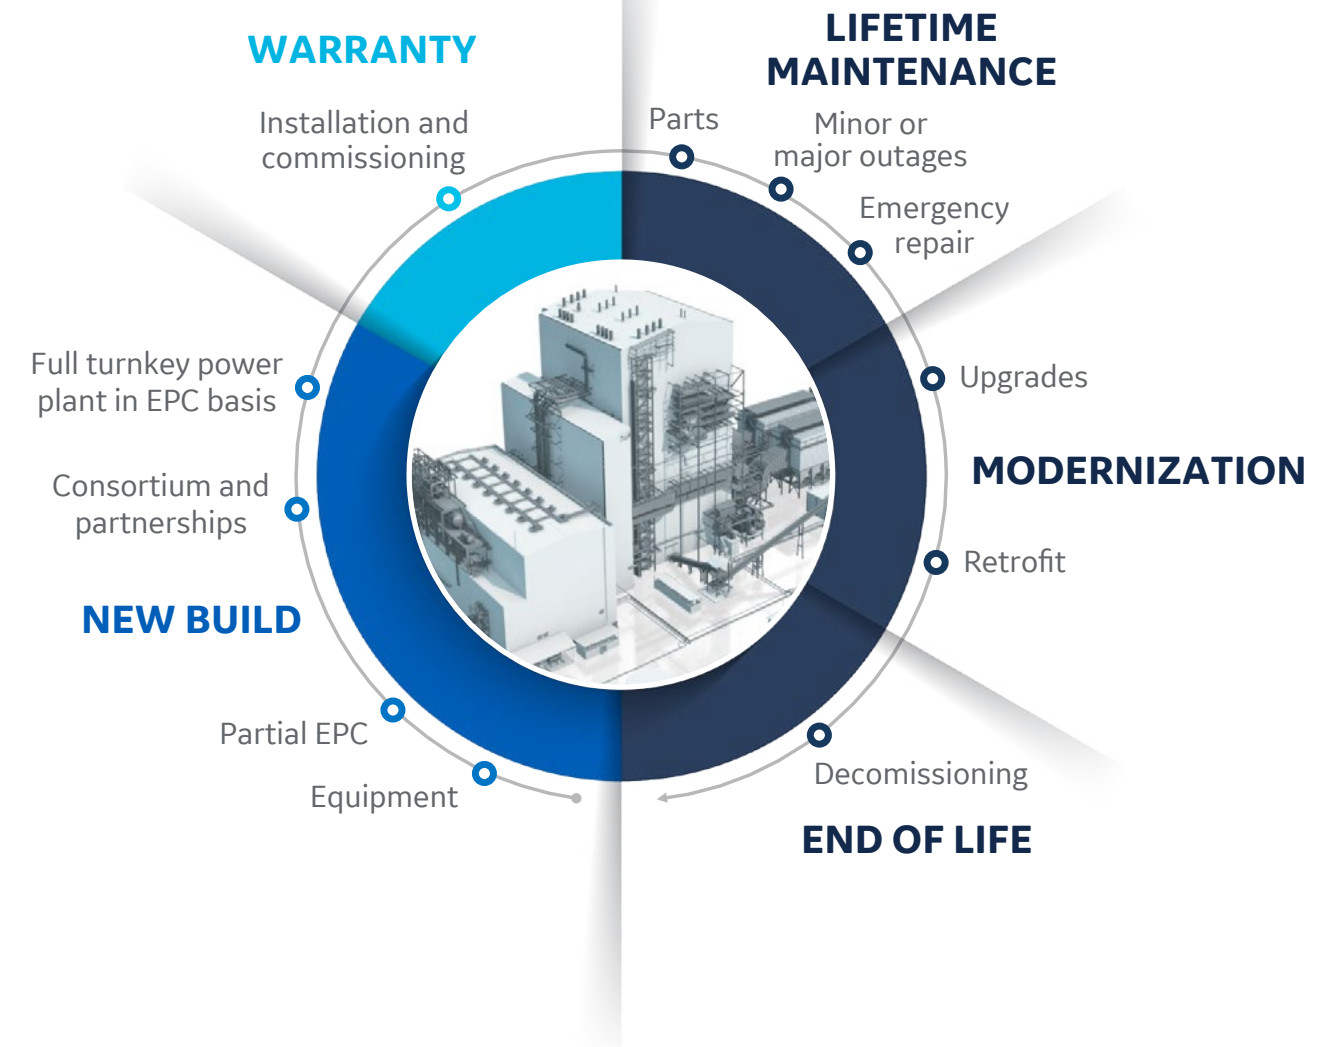 WARRANTY
Installation and
commissioning
LIFETIME
MAINTENANCE
Parts
Minor or
major outages
Emergency
repair
Upgrades
MODERNIZATION
Retrofit
Decomissioning
END OF LIFE
Full turnkey power
plant in EPC basis
Consortium and
partnerships
NEW BUILD
Partial EPC
Equipment